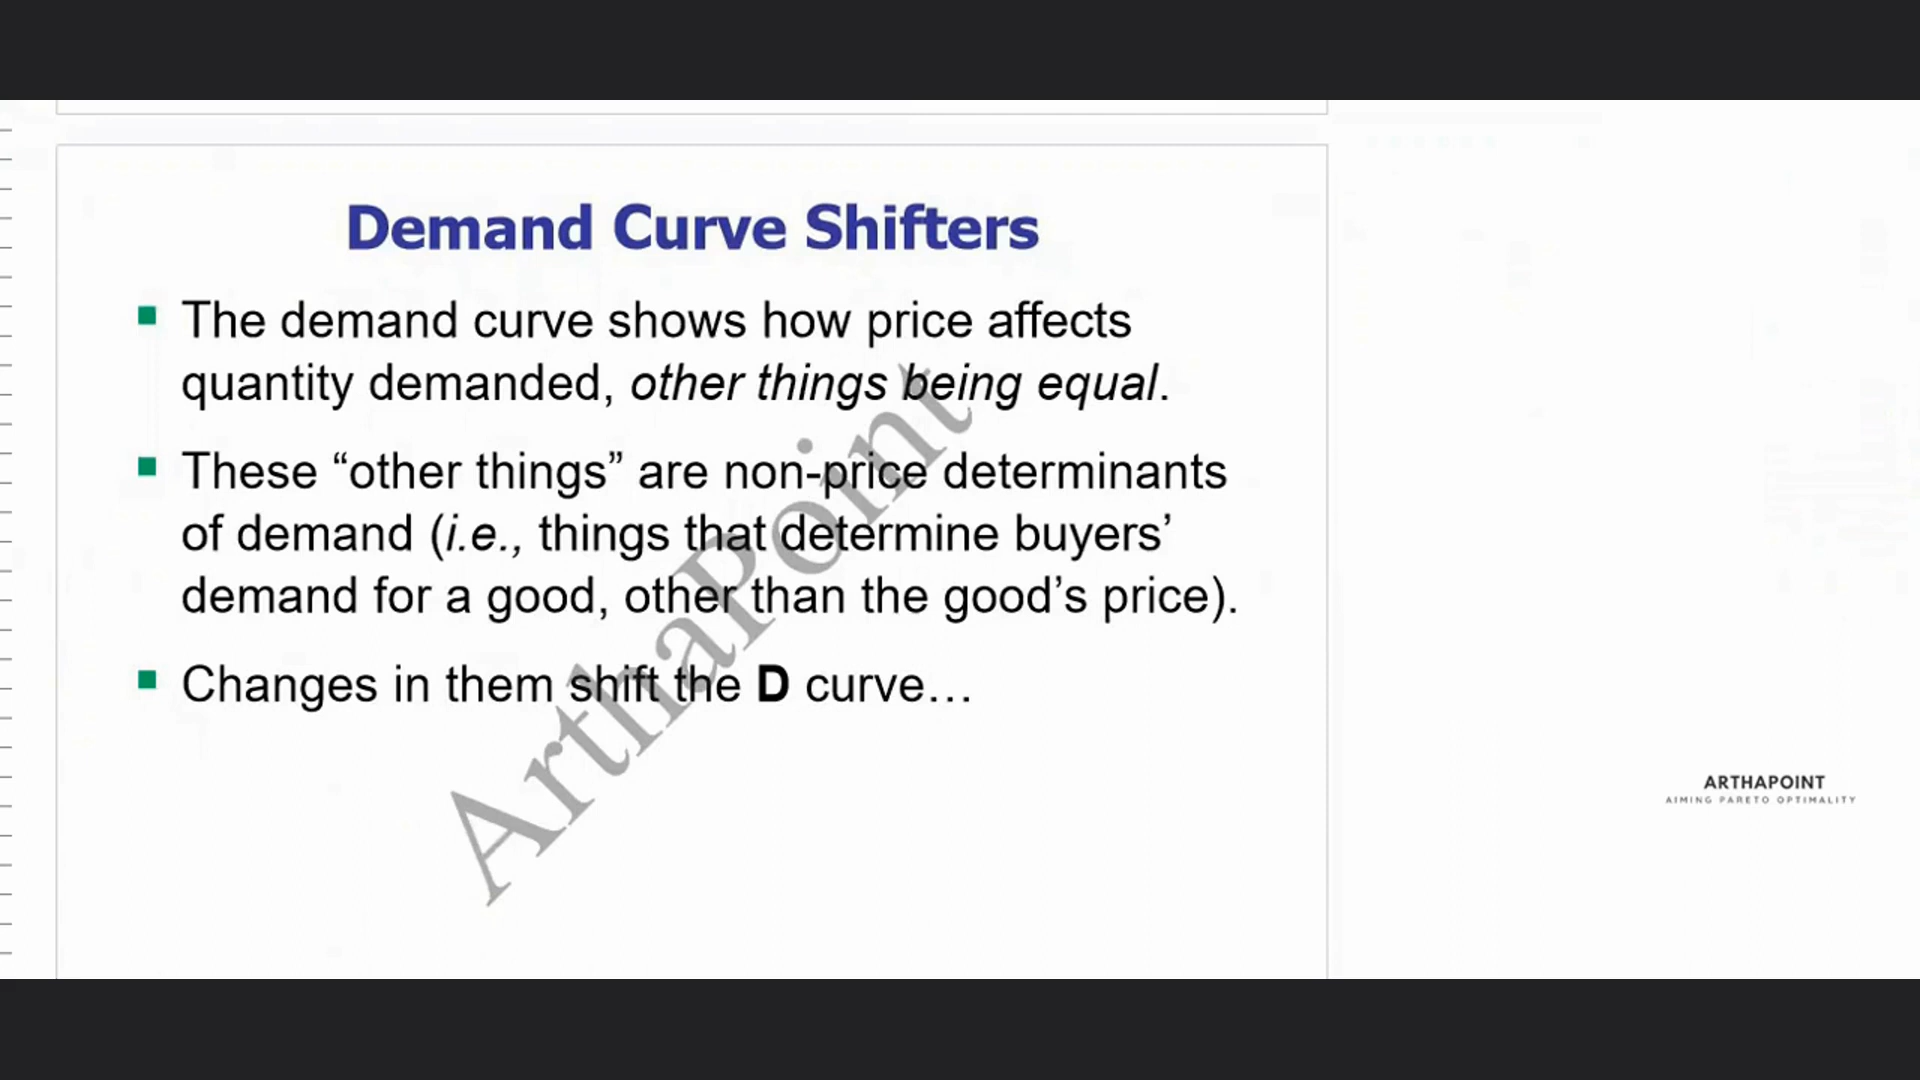 Demand Curve Shifters
The demand curve shows how price affects
quantity demanded, other things being equal.
These “other things” are non-price determinants
of demand (i.e., things that determine buyers’
demand for a good, other than the good’s price).
Changes in them shift the D curve…
ArthaPoint
ARTHAPOINT
AIMING PARETO OPTIMALITY